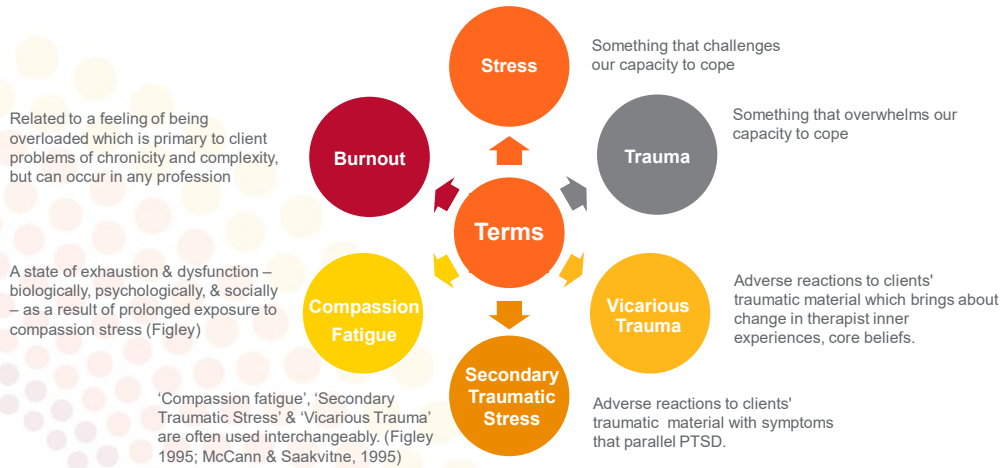 Stress
Something that challenges
our capacity to cope
Trauma
Something that overwhelms our
capacity to cope
Burnout
Related to a feeling of being
overloaded which is primary to client
problems of chronicity and complexity,
but can occur in any profession
Terms
Compassion
Fatigue
A state of exhaustion & dysfunction –
biologically, psychologically, & socially
– as a result of prolonged exposure to
compassion stress (Figley)
Vicarious
Trauma
Adverse reactions to clients'
traumatic material which brings about
change in therapist inner
experiences, core beliefs.
Secondary
Traumatic
Stress
Adverse reactions to clients'
traumatic material with symptoms
that parallel PTSD.
‘Compassion fatigue’, ‘Secondary
Traumatic Stress’ & ‘Vicarious Trauma’
are often used interchangeably. (Figley
1995; McCann & Saakvitne, 1995)